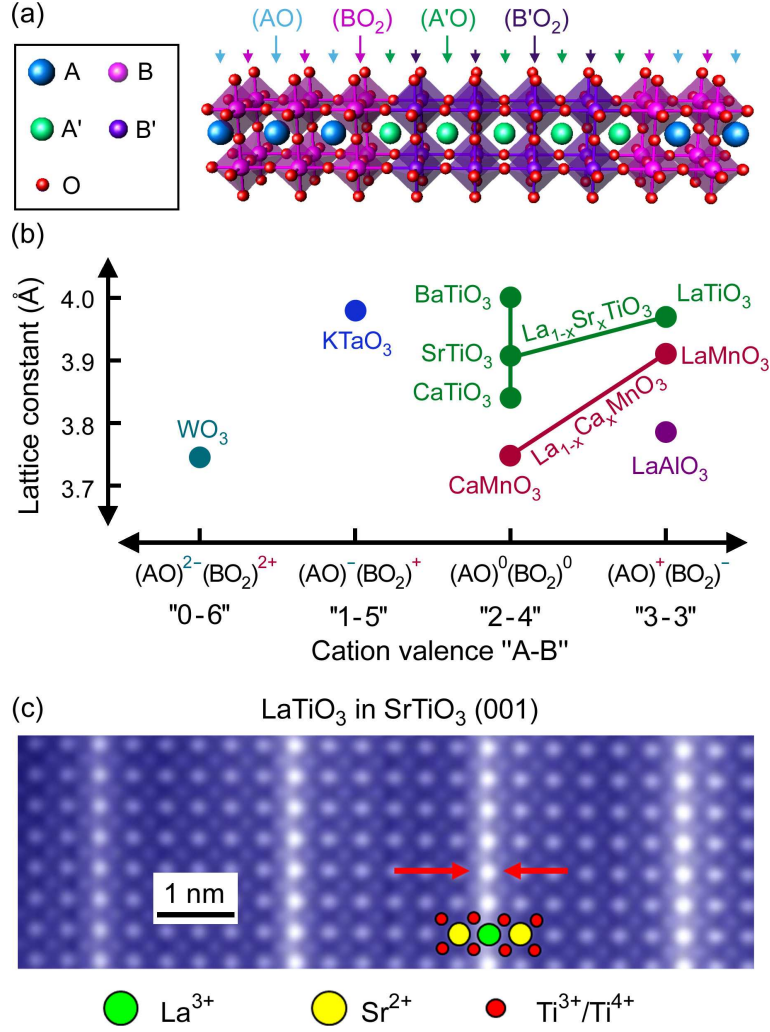 (a)
(AO) (BO₂) (A'O) (B'O₂)
A B
A' B'
O
(b)
Lattice constant (Å)
4.0
3.9
3.8
3.7
WO₃
KTaO₃
BaTiO₃
SrTiO₃
CaTiO₃
La₁₋ₓSrₓTiO₃
LaTiO₃
LaMnO₃
La₁₋ₓCaₓMnO₃
CaMnO₃
LaAlO₃
(AO)²⁻(BO₂)²⁺ (AO)⁻(BO₂)⁺ (AO)⁰(BO₂)⁰ (AO)⁺(BO₂)⁻
"0-6" "1-5" "2-4" "3-3"
Cation valence "A-B"
(c)
LaTiO₃ in SrTiO₃ (001)
1 nm
La³⁺ Sr²⁺ Ti³⁺/Ti⁴⁺